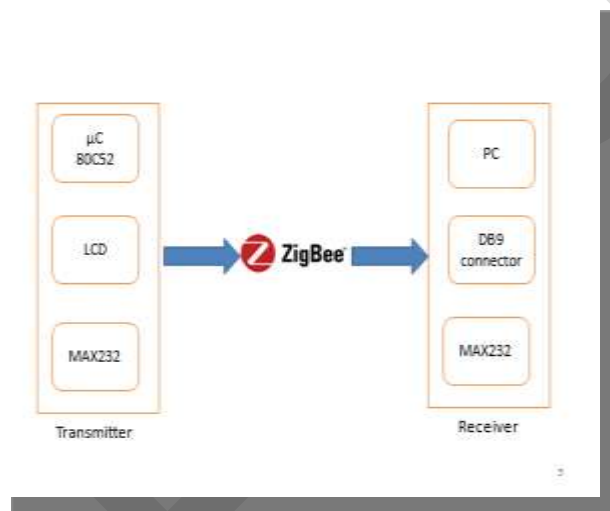 µC
80C52
LCD
MAX232
Transmitter
ZigBee
PC
DB9
connector
MAX232
Receiver